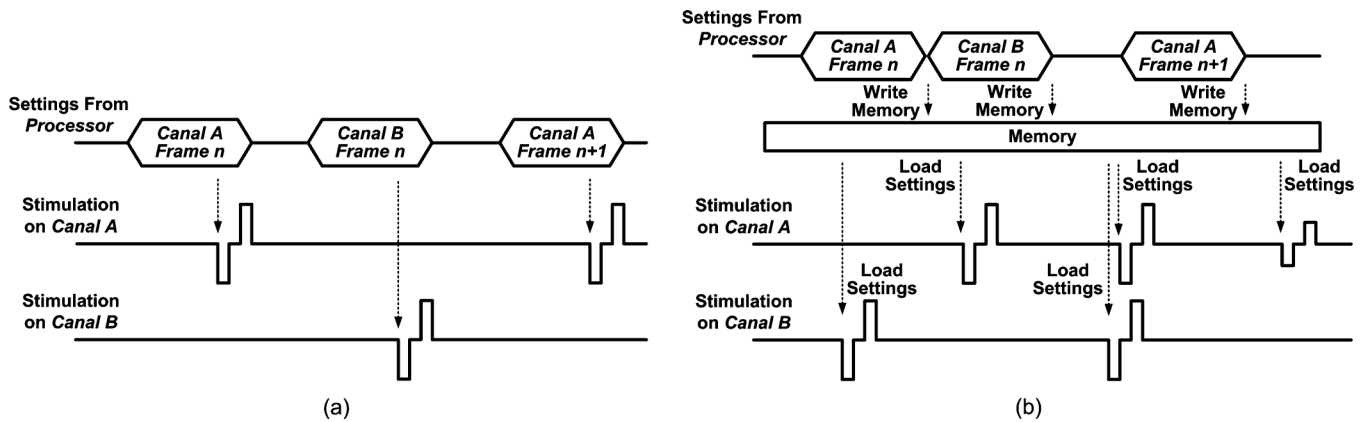 Settings From
Processor
Canal A
Frame n
Canal B
Frame n
Canal A
Frame n+1
Stimulation
on Canal A
Stimulation
on Canal B
(a)
Settings From
Processor
Canal A
Frame n
Canal B
Frame n
Canal A
Frame n+1
Write
Memory
Write
Memory
Write
Memory
Memory
Load
Settings
Load
Settings
Load
Settings
Stimulation
on Canal A
Load
Settings
Load
Settings
Stimulation
on Canal B
(b)